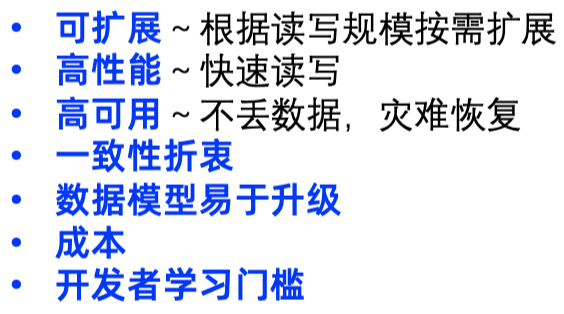 • 可扩展 ~ 根据读写规模按需扩展
• 高性能 ~ 快速读写
• 高可用 ~ 不丢数据，灾难恢复
• 一致性折衷
• 数据模型易于升级
• 成本
• 开发者学习门槛